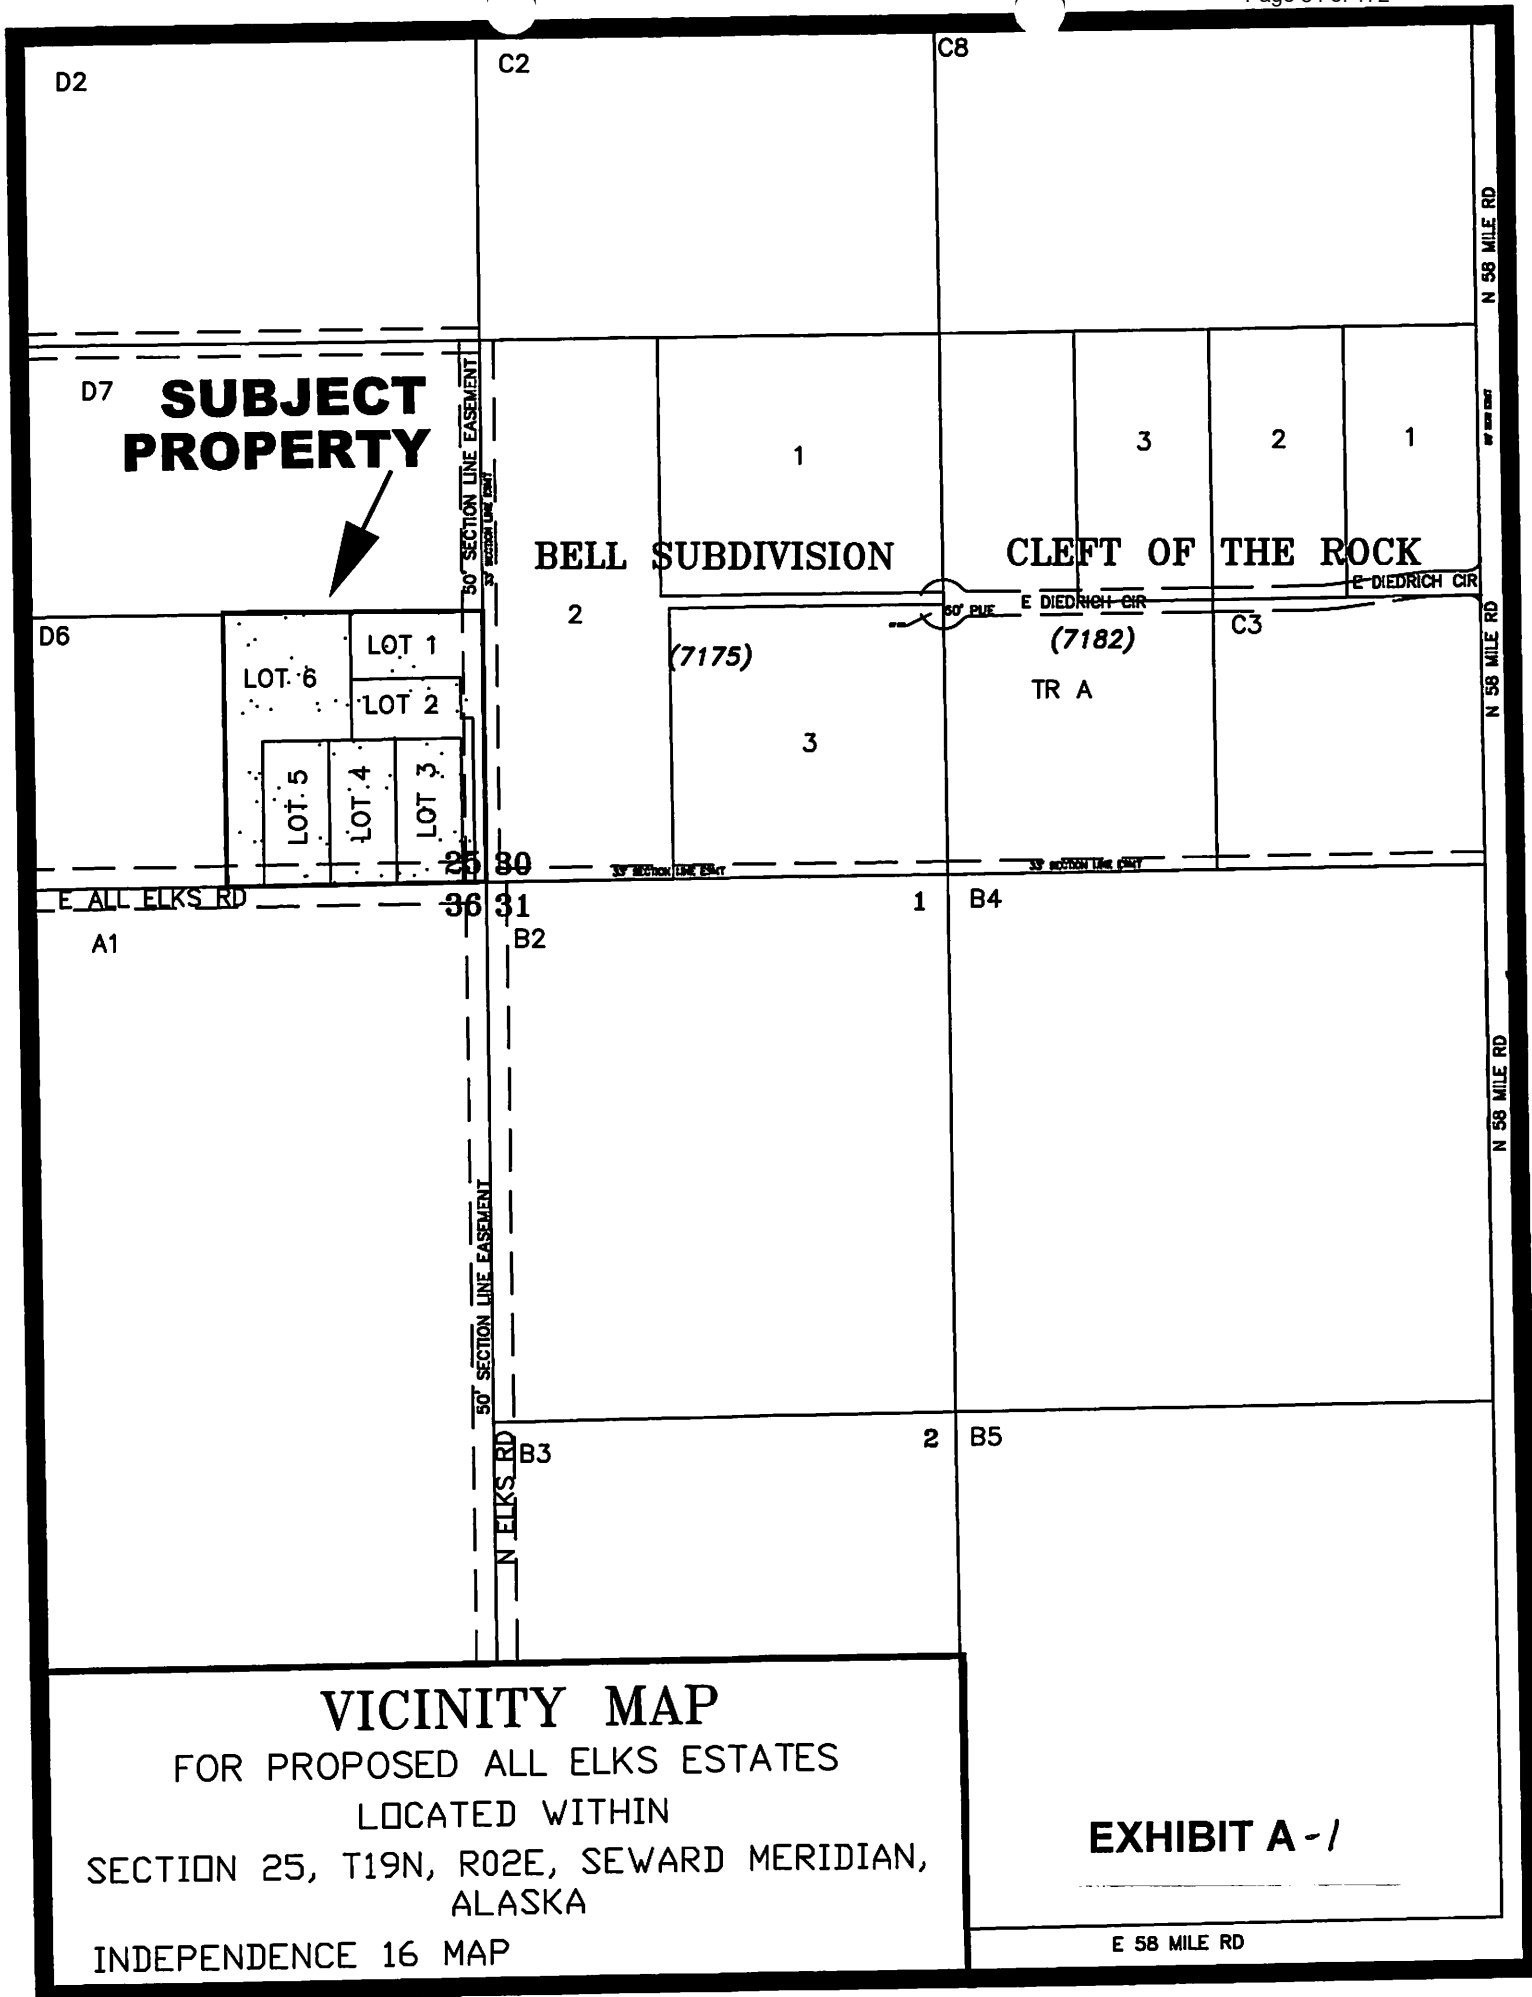 D2
C2
C8
N 58 MILE RD
D7
SUBJECT
PROPERTY
50' SECTION LINE EASEMENT
33' SECTION LINE ESMT
1
3
2
1
BELL SUBDIVISION
CLEFT OF THE ROCK
E DIEDRICH CIR
E DIEDRICH CIR
60' PUE
2
(7175)
(7182)
C3
TR A
3
N 58 MILE RD
D6
LOT 1
LOT 6
LOT 2
LOT 5
LOT 4
LOT 3
25 30
33' SECTION LINE ESMT
33' SECTION LINE ESMT
E ALL ELKS RD
36 31
1
B4
A1
B2
N 58 MILE RD
50' SECTION LINE EASEMENT
2
B5
B3
N ELKS RD
VICINITY MAP
FOR PROPOSED ALL ELKS ESTATES
LOCATED WITHIN
SECTION 25, T19N, R02E, SEWARD MERIDIAN,
ALASKA
INDEPENDENCE 16 MAP
EXHIBIT A-1
E 58 MILE RD